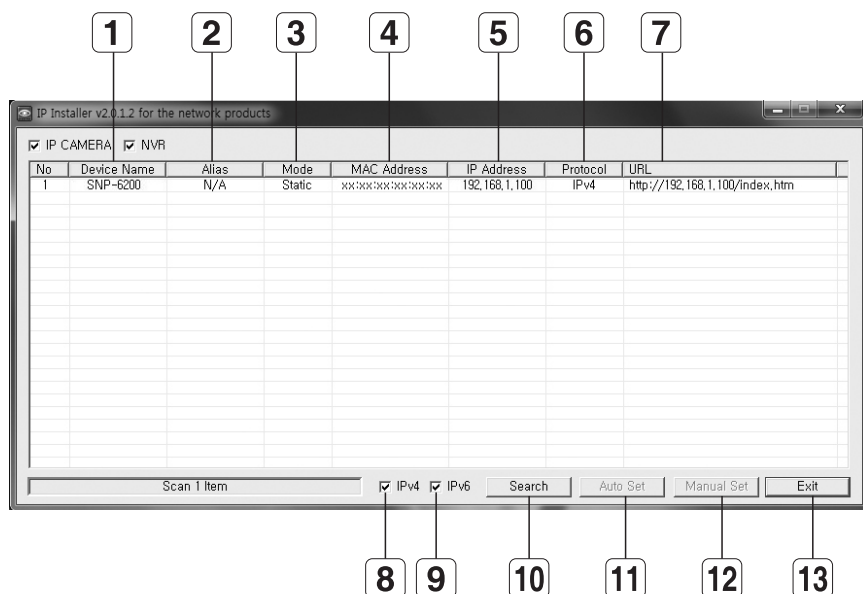 1 2 3 4 5 6 7
IP Installer v2.0.1.2 for the network products
IP CAMERA NVR
No Device Name Alias Mode MAC Address IP Address Protocol URL
1 SNP-6200 N/A Static xx:xx:xx:xx:xx:xx 192,168,1,100 IPv4 http://192,168,1,100/index,htm
Scan 1 Item IPv4 IPv6 Search Auto Set Manual Set Exit
8 9 10 11 12 13